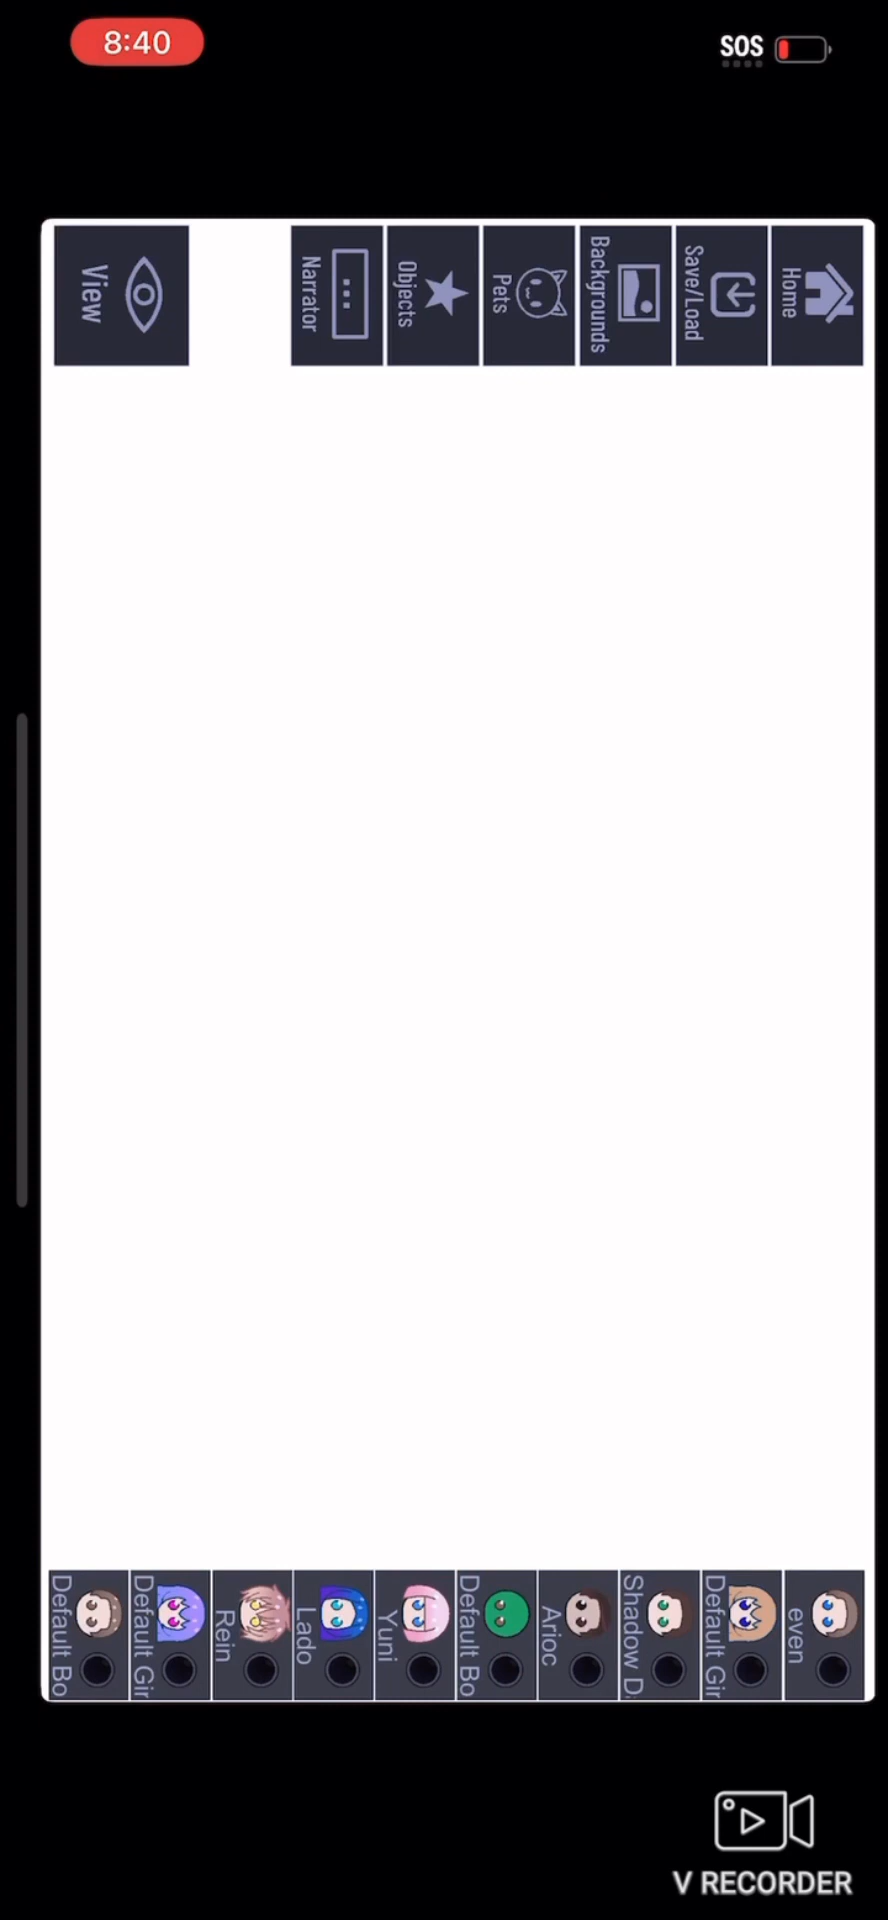 8:40
SOS
Home
Save/Load
Backgrounds
Pets
Objects
Narrator
View
even
Default Gir
Shadow D
Arioc
Default Bo
Yuni
Lado
Rein
Default Gir
Default Bo
V RECORDER